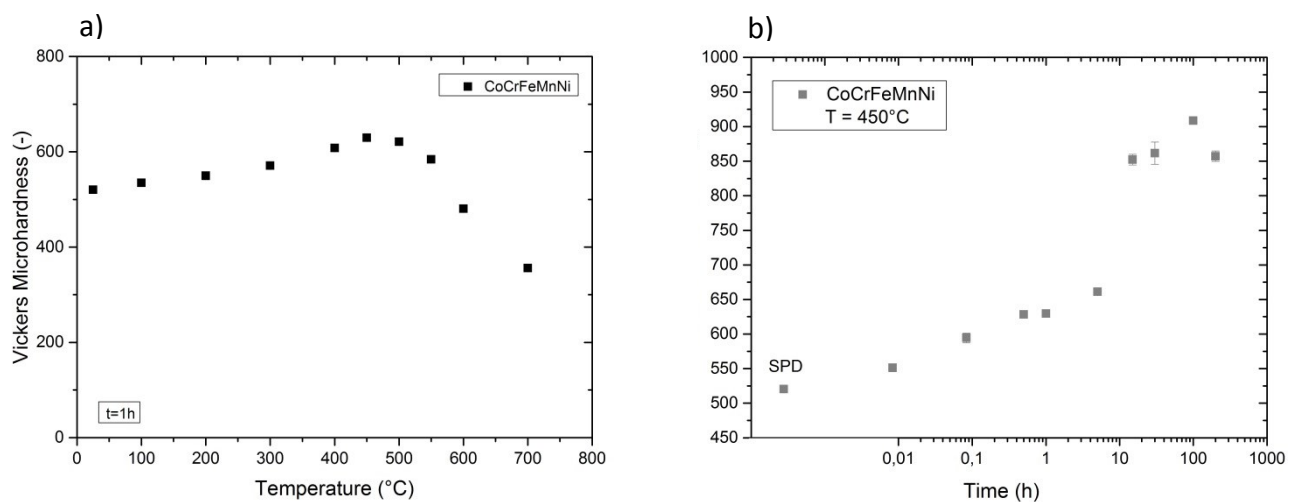 a)
800
600
400
200
0
Vickers Microhardness (-)
CoCrFeMnNi
t=1h
0 100 200 300 400 500 600 700 800
Temperature (°C)
b)
1000
950
900
850
800
750
700
650
600
550
500
450
CoCrFeMnNi
T = 450°C
SPD
0,01 0,1 1 10 100 1000
Time (h)